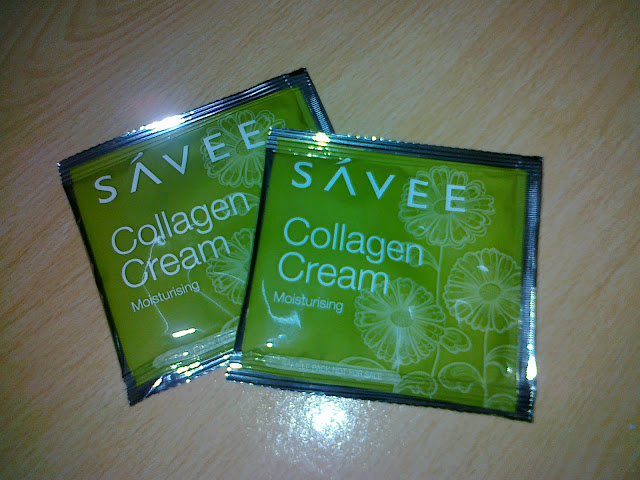 SÁVEE
Collagen
Cream
Moisturising
SÁVEE
Collagen
Cream
Moisturising